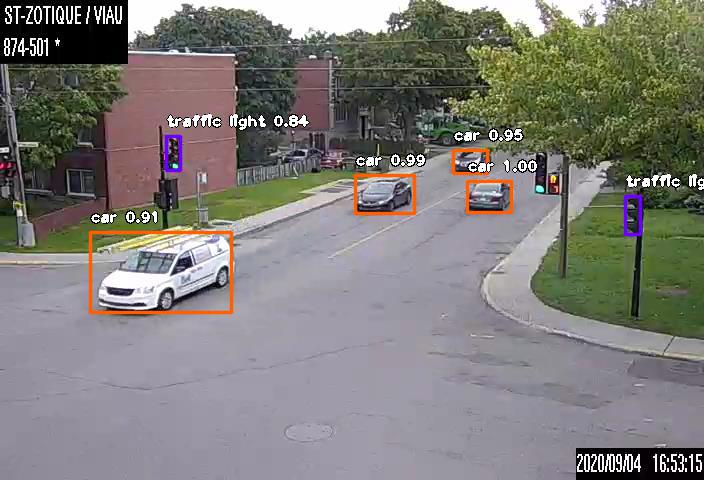 ST-ZOTIQUE / VIAU
874-501 *
traffic light 0.84
car 0.95
car 0.99
car 1.00
traffic lig
car 0.91
2020/09/04 16:53:15